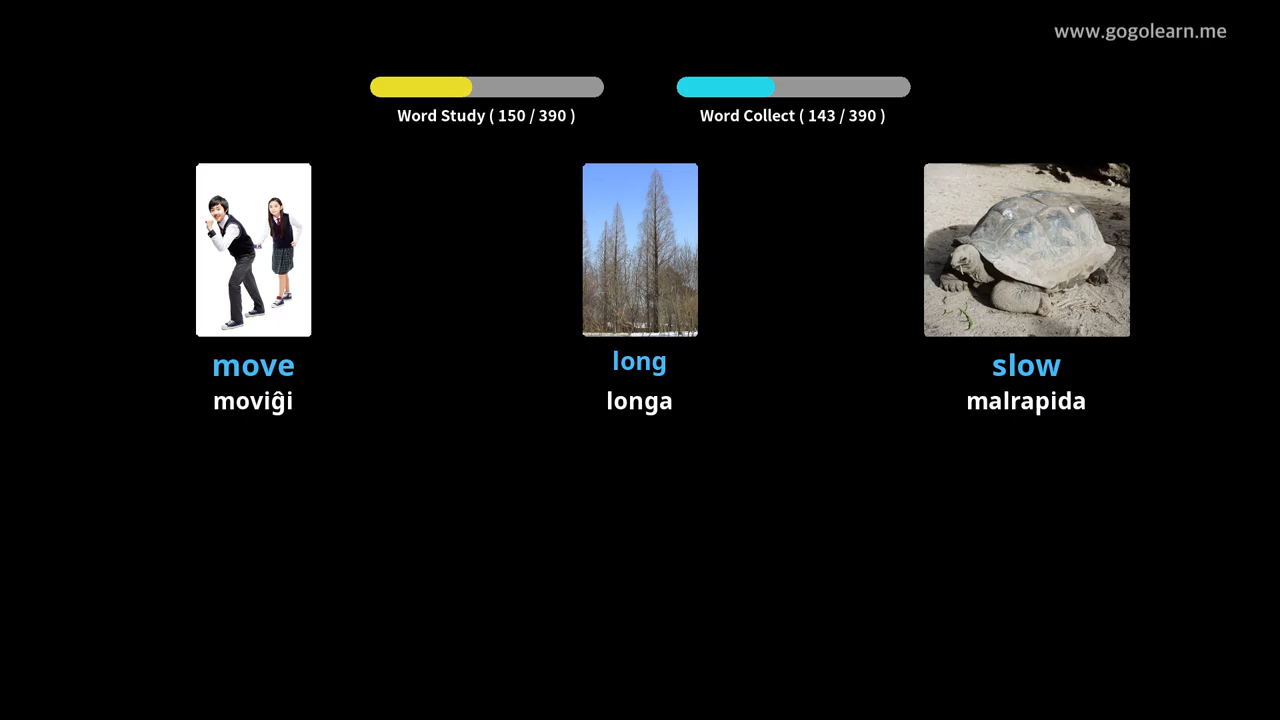 www.gogolearn.me
Word Study ( 150 / 390 )
Word Collect ( 143 / 390 )
move
moviĝi
long
longa
slow
malrapida